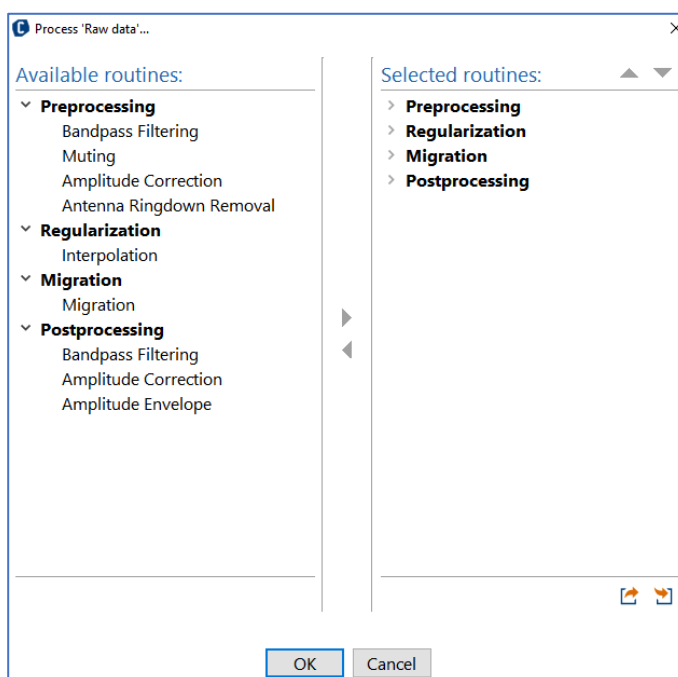 Process 'Raw data'...
Available routines:
Preprocessing
Bandpass Filtering
Muting
Amplitude Correction
Antenna Ringdown Removal
Regularization
Interpolation
Migration
Migration
Postprocessing
Bandpass Filtering
Amplitude Correction
Amplitude Envelope
Selected routines:
Preprocessing
Regularization
Migration
Postprocessing
OK
Cancel